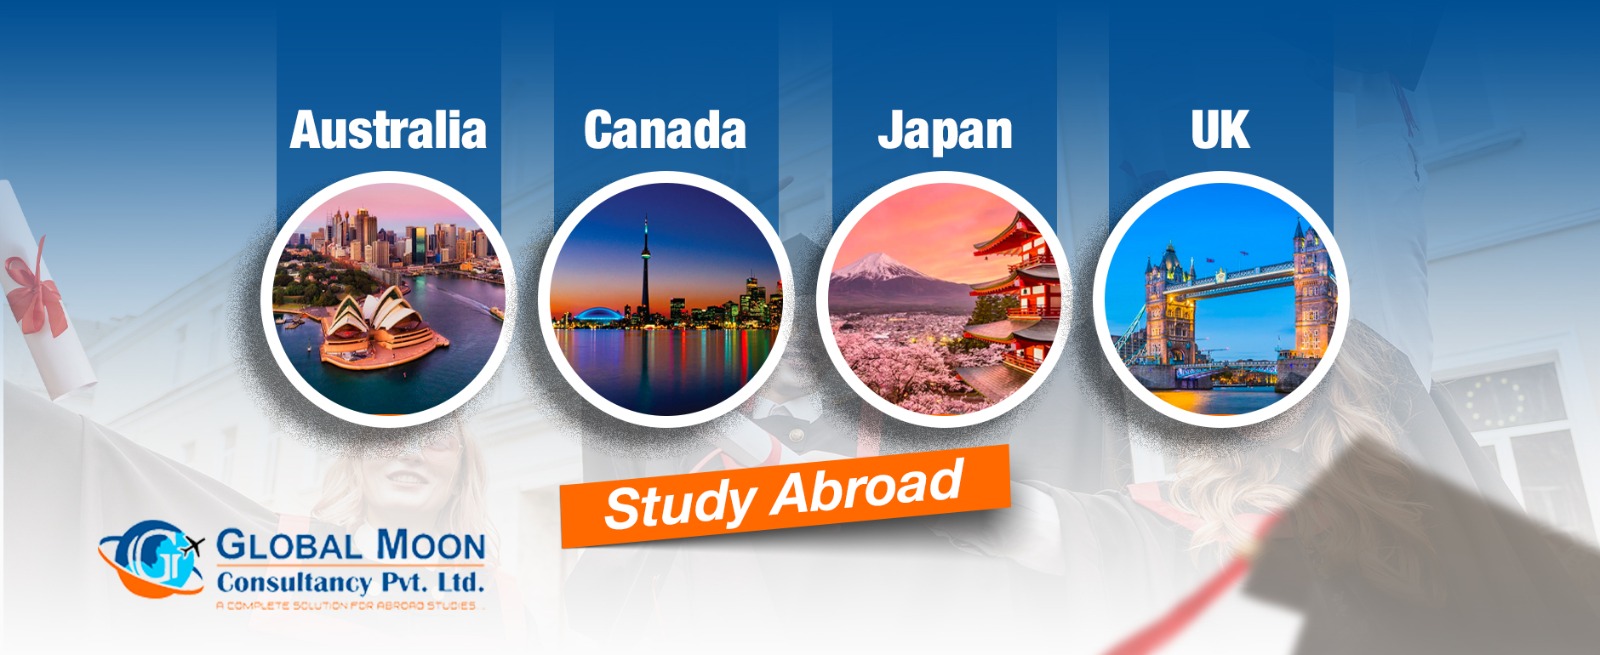 Australia
Canada
Japan
UK
Study Abroad
GLOBAL MOON
Consultancy Pvt. Ltd.
A COMPLETE SOLUTION FOR ABROAD STUDIES .